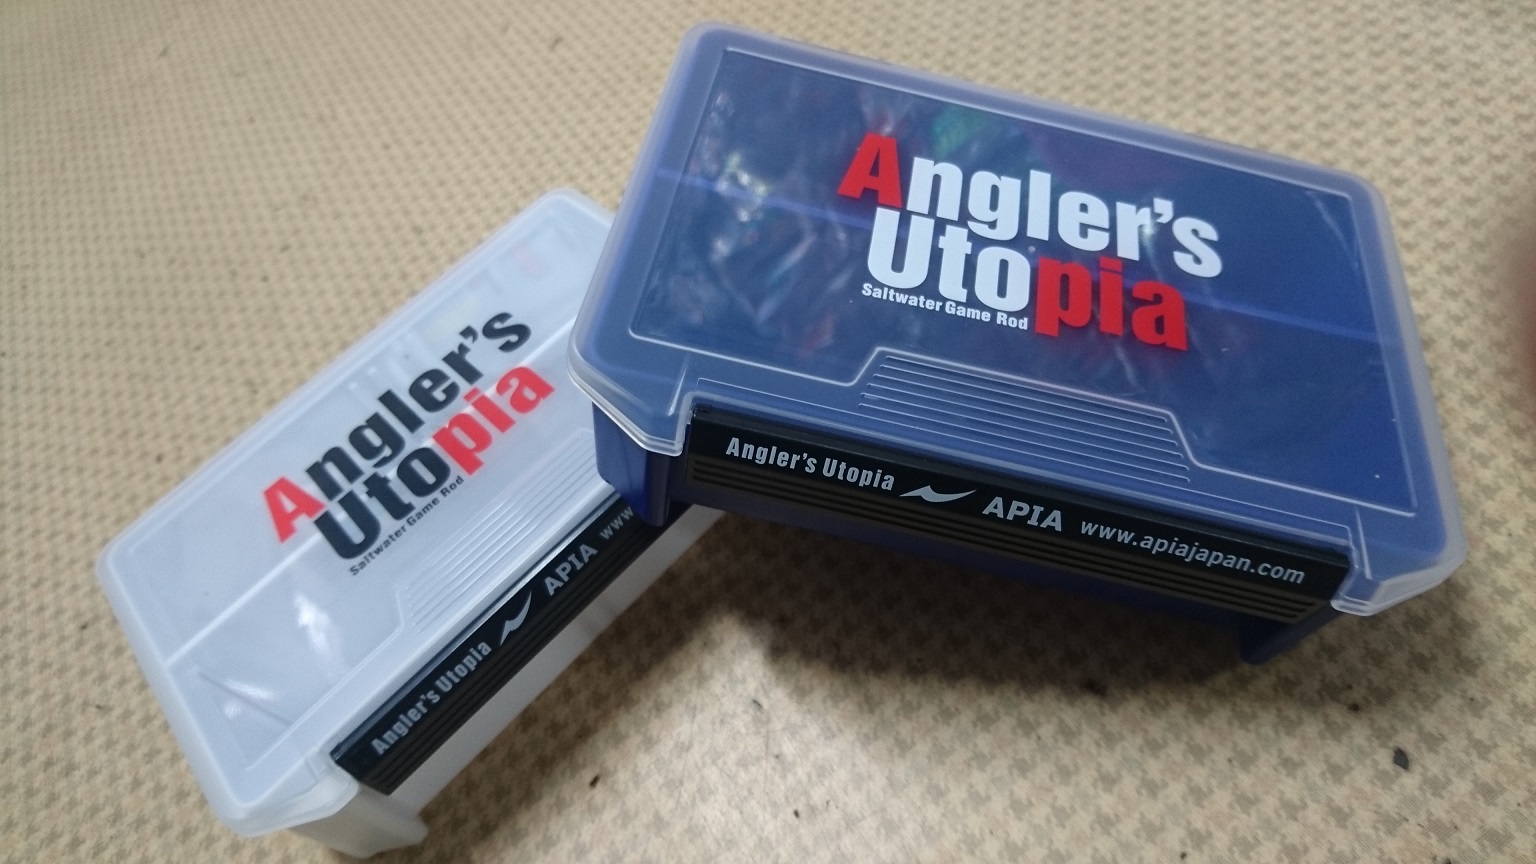 Angler's
Utopia
Saltwater Game Rod
Angler's Utopia APIA www.apiajapan.com
Angler's
Utopia
Saltwater Game Rod
Angler's Utopia APIA www.